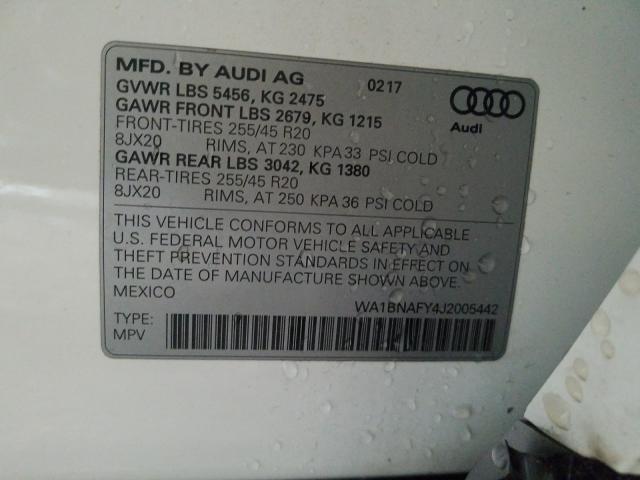 MFD. BY AUDI AG 0217
GVWR LBS 5456, KG 2475
GAWR FRONT LBS 2679, KG 1215
FRONT-TIRES 255/45 R20
8JX20 RIMS, AT 230 KPA 33 PSI COLD
GAWR REAR LBS 3042, KG 1380
REAR-TIRES 255/45 R20
8JX20 RIMS, AT 250 KPA 36 PSI COLD
Audi
THIS VEHICLE CONFORMS TO ALL APPLICABLE
U.S. FEDERAL MOTOR VEHICLE SAFETY AND
THEFT PREVENTION STANDARDS IN EFFECT ON
THE DATE OF MANUFACTURE SHOWN ABOVE.
MEXICO
WA1BNAFY4J2005442
TYPE:
MPV